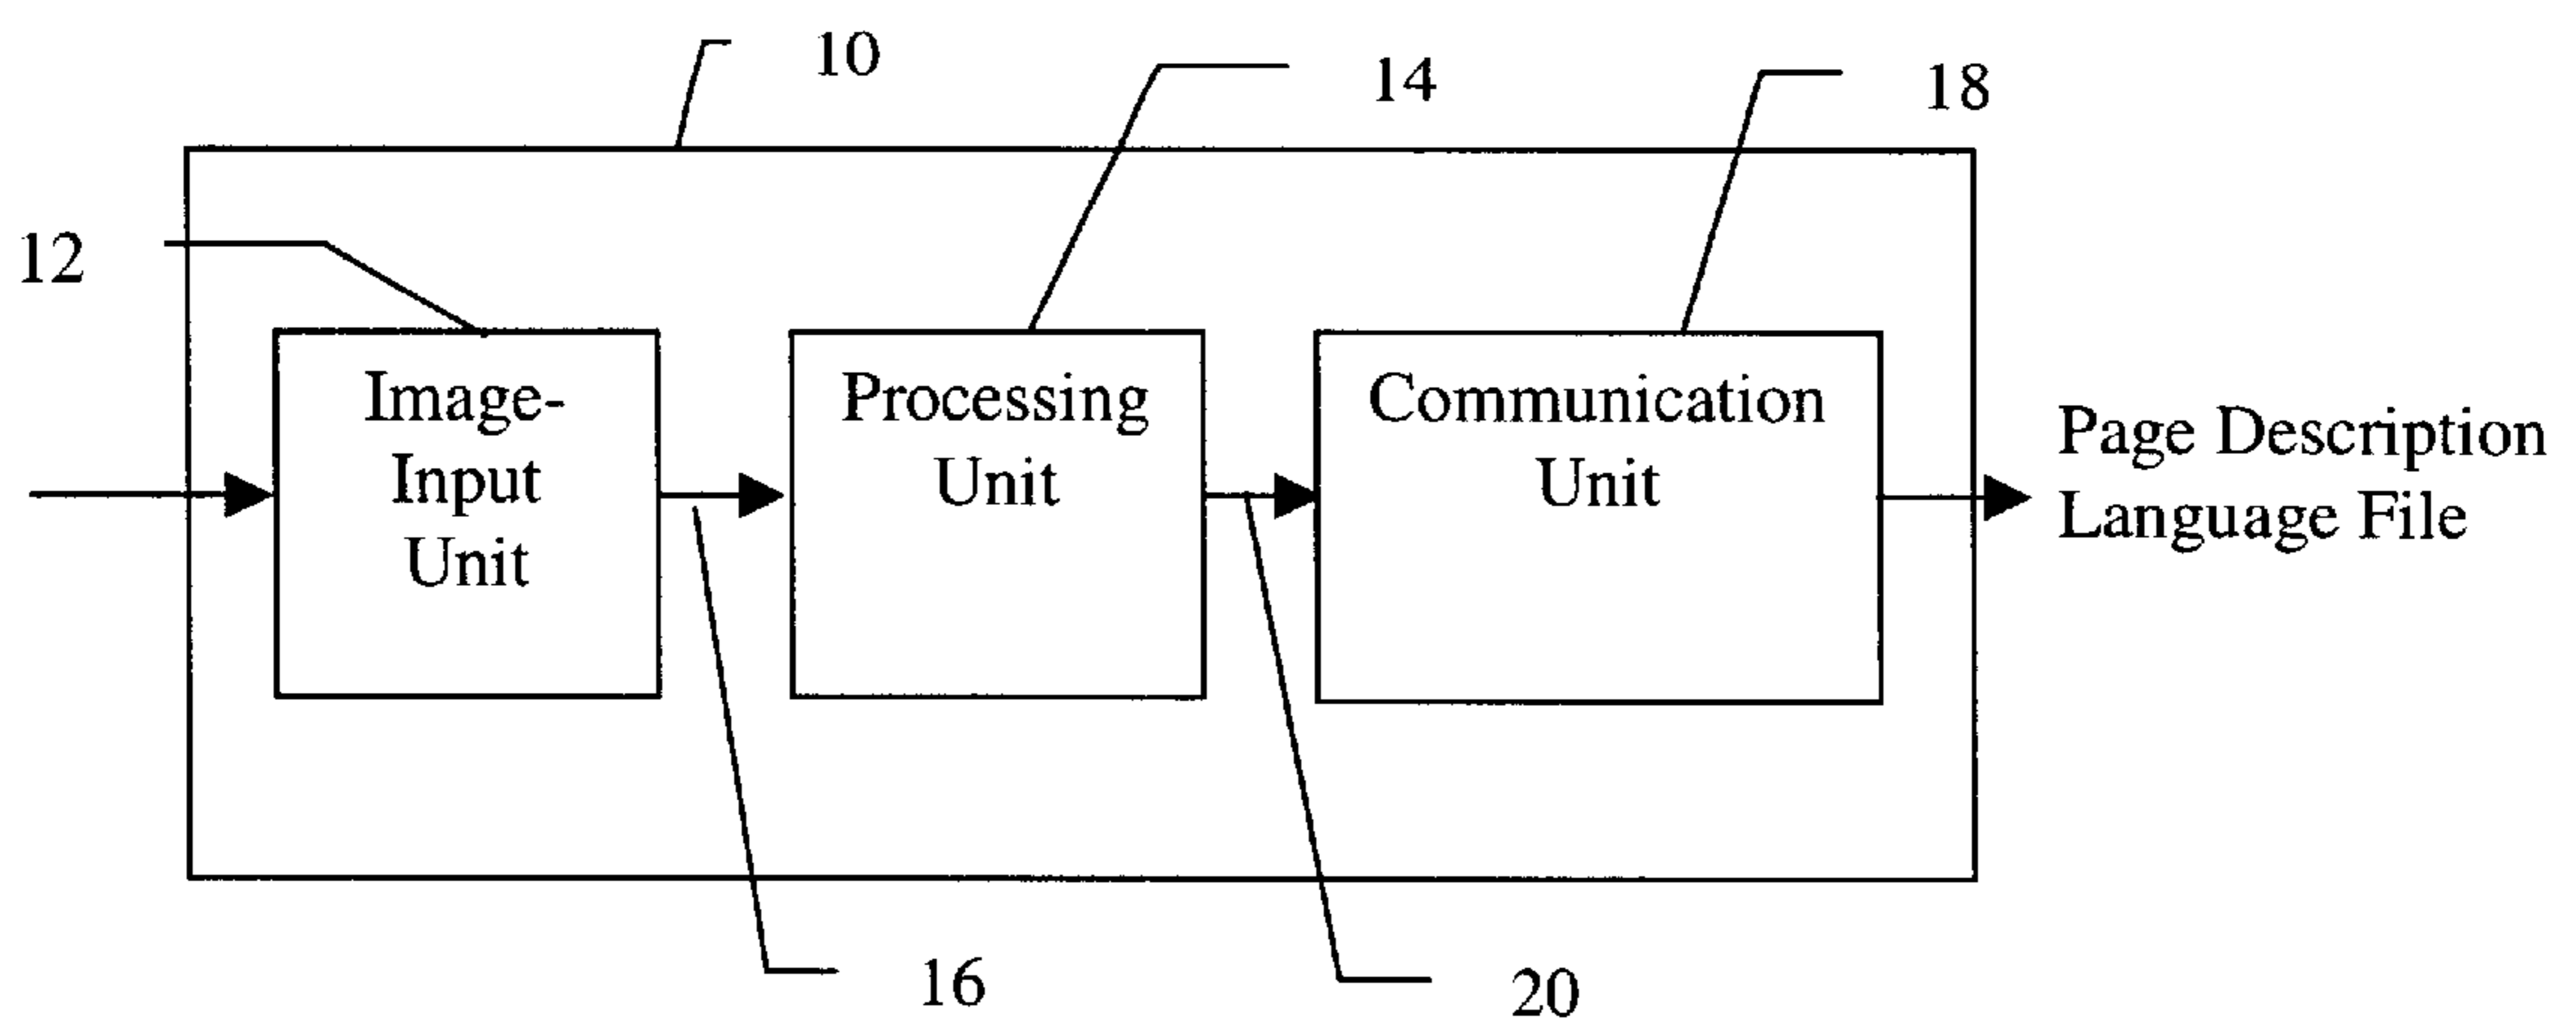 10
14
18
12
Image-
Input
Unit
Processing
Unit
Communication
Unit
Page Description
Language File
16
20